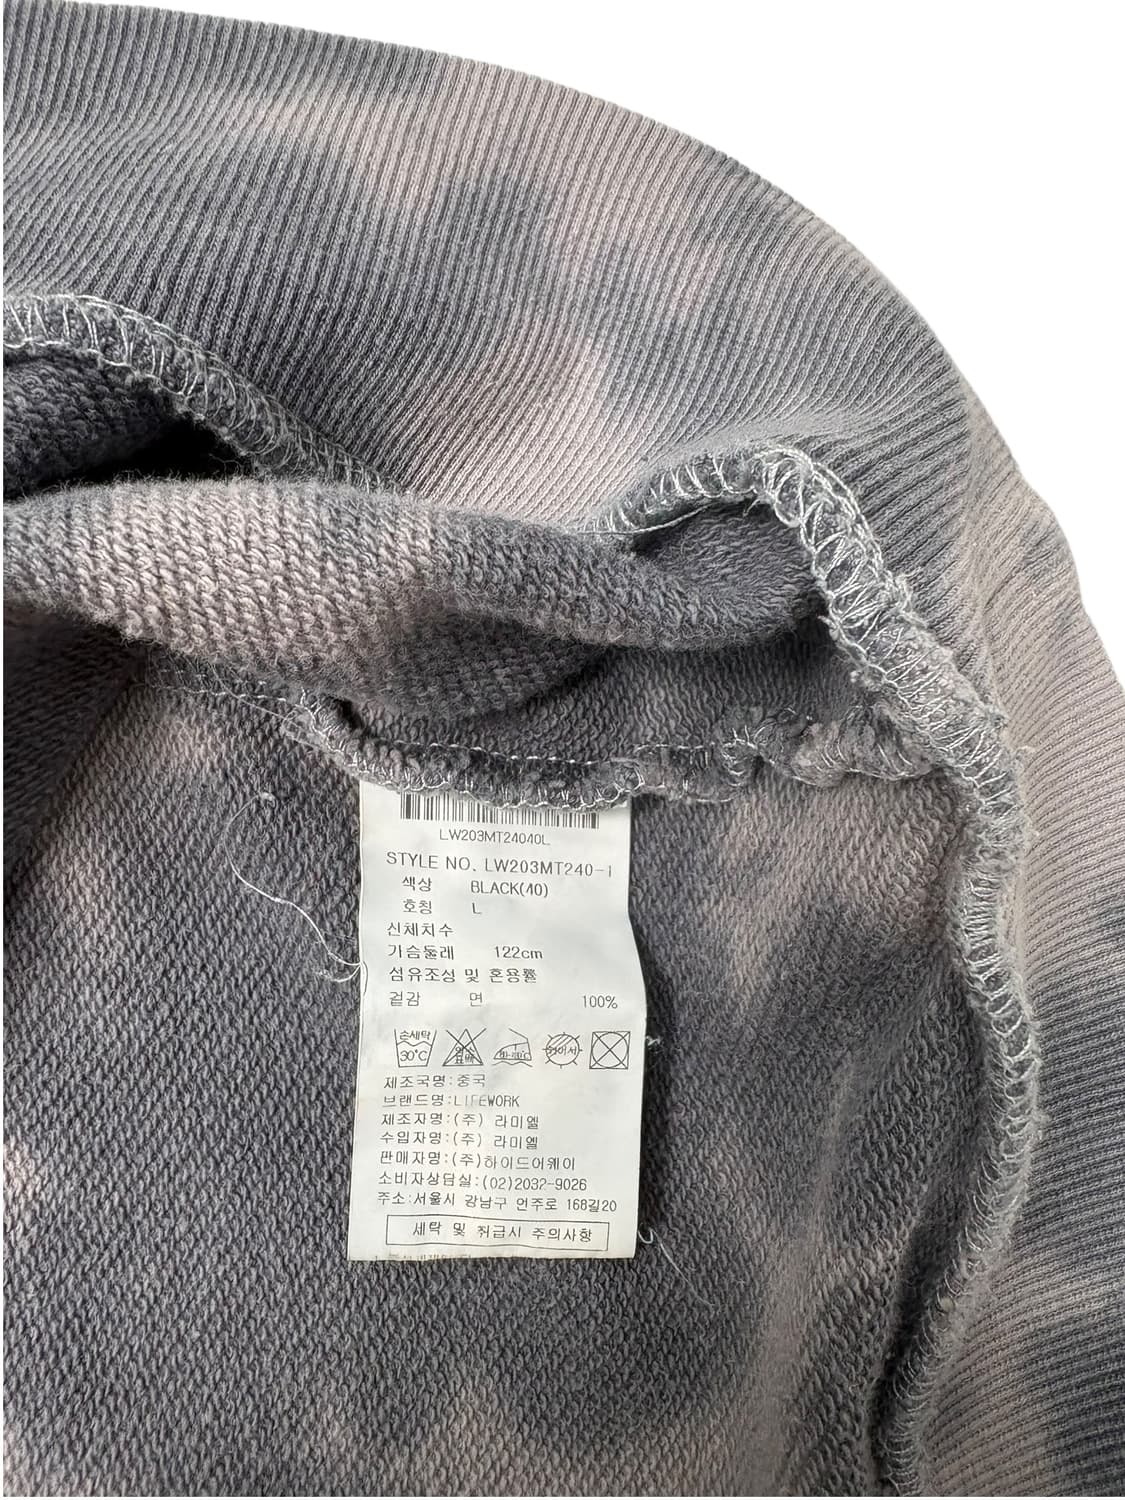 LW203MT24040L
STYLE NO. LW203MT240-1
색상 BLACK(40)
호칭 L
신체치수
가슴둘레 122cm
섬유조성 및 혼용률
겉감 면 100%
손세탁
30°C
제조국명:중국
브랜드명:LIFEWORK
제조자명:(주) 라미엘
수입자명:(주) 라미엘
판매자명:(주)하이드어웨이
소비자상담실:(02)2032-9026
주소:서울시 강남구 언주로 168길20
세탁 및 취급시 주의사항